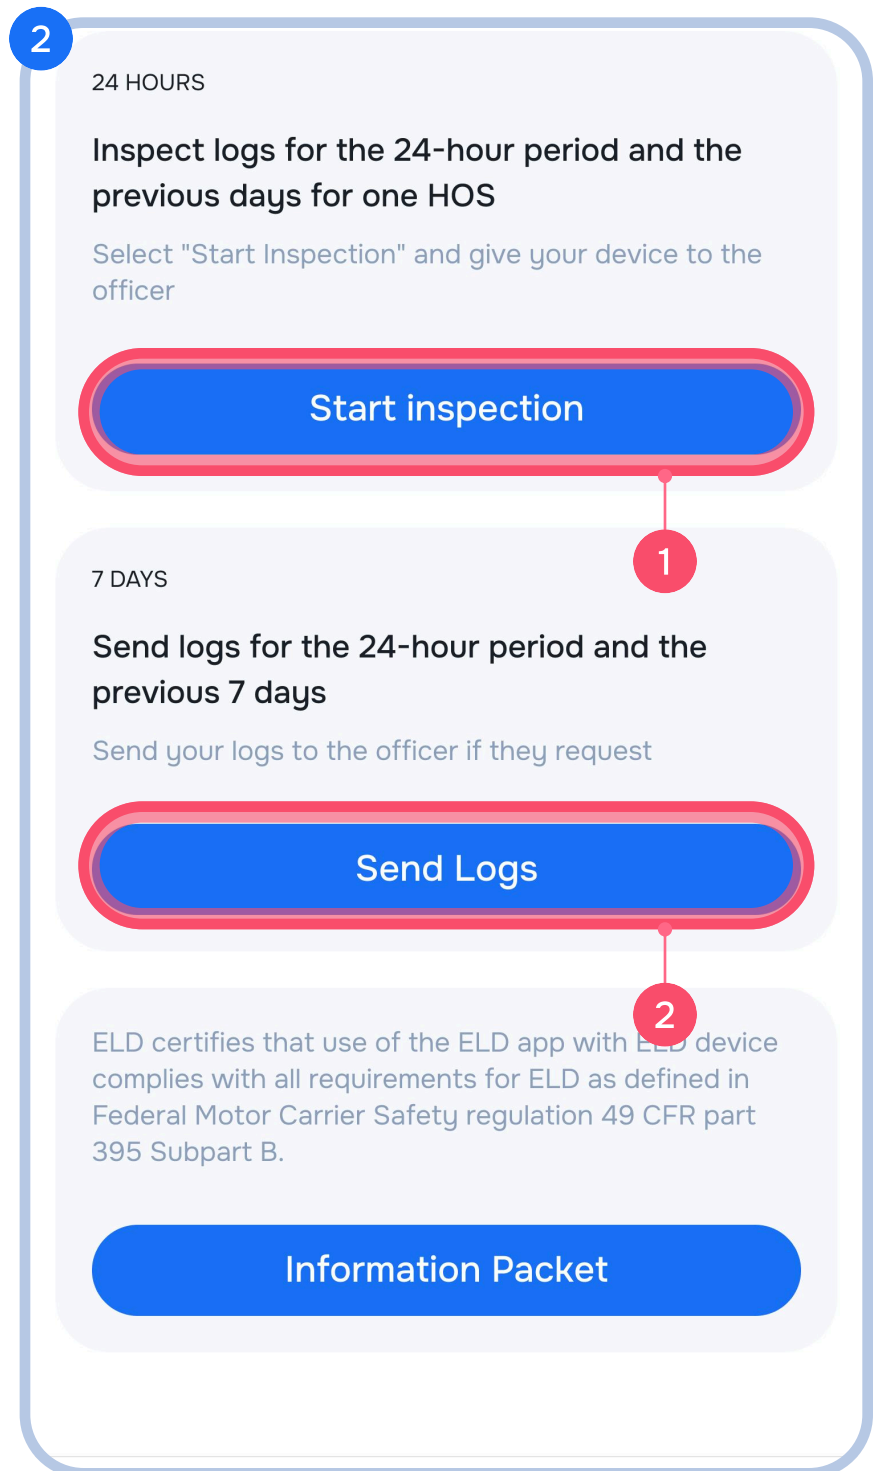 2
24 HOURS
Inspect logs for the 24-hour period and the
previous days for one HOS
Select "Start Inspection" and give your device to the
officer
Start inspection
1
7 DAYS
Send logs for the 24-hour period and the
previous 7 days
Send your logs to the officer if they request
Send Logs
2
ELD certifies that use of the ELD app with ELD device
complies with all requirements for ELD as defined in
Federal Motor Carrier Safety regulation 49 CFR part
395 Subpart B.
Information Packet